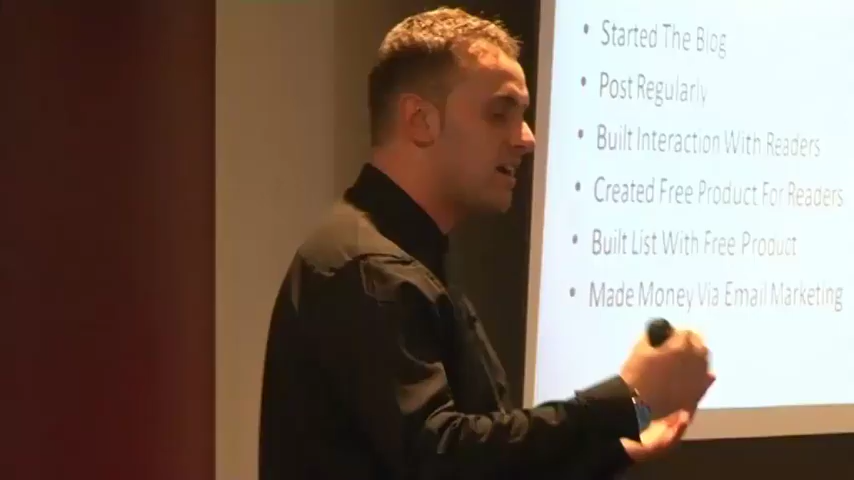 • Started The Blog
• Post Regularly
• Built Interaction With Readers
• Created Free Product For Readers
• Built List With Free Product
• Made Money Via Email Marketing